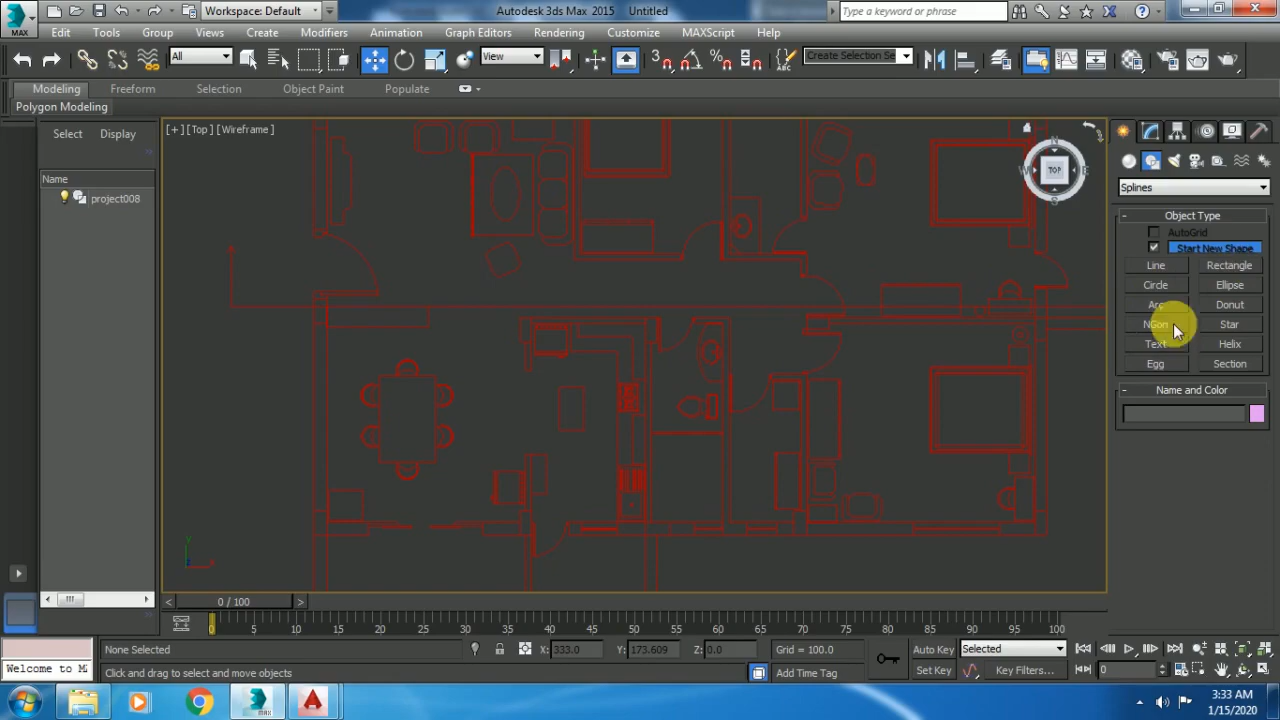 Workspace: Default
Autodesk 3ds Max 2015 Untitled
Type a keyword or phrase
MAX
Edit Tools Group Views Create Modifiers Animation Graph Editors Rendering Customize MAXScript Help
All
View
Create Selection Se
Modeling Freeform Selection Object Paint Populate
Polygon Modeling
Select Display
[+] [Top] [Wireframe]
N
W TOP E
S
Name
project008
Splines
- Object Type
AutoGrid
Start New Shape
Line Rectangle
Circle Ellipse
Arc Donut
NGon Star
Text Helix
Egg Section
- Name and Color
Y
X
< 0 / 100 >
0 5 10 15 20 25 30 35 40 45 50 55 60 65 70 75 80 85 90 95 100
None Selected
X: 333.0 Y: 173.609 Z: 0.0 Grid = 100.0
Auto Key Selected
Welcome to M
Click and drag to select and move objects
Add Time Tag
Set Key Key Filters... 0
MAX
3:33 AM
1/15/2020